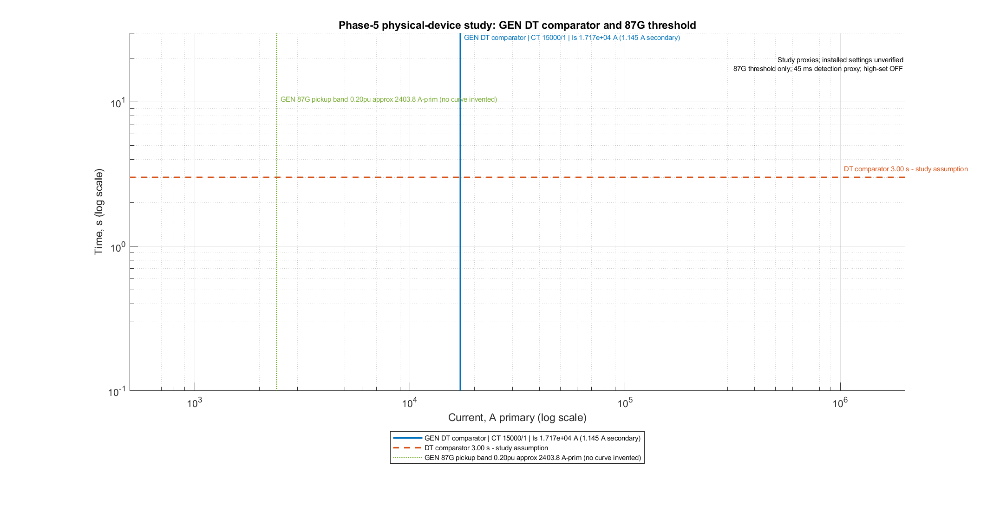 Phase-5 physical-device study: GEN DT comparator and 87G threshold
GEN DT comparator | CT 15000/1 | Is 1.717e+04 A (1.145 A secondary)
Study proxies; installed settings unverified
87G threshold only; 45 ms detection proxy; high-set OFF
GEN 87G pickup band 0.20pu approx 2403.8 A-prim (no curve invented)
DT comparator 3.00 s - study assumption
Time, s (log scale)
10^1
10^0
10^-1
10^3 10^4 10^5 10^6
Current, A primary (log scale)
GEN DT comparator | CT 15000/1 | Is 1.717e+04 A (1.145 A secondary)
DT comparator 3.00 s - study assumption
GEN 87G pickup band 0.20pu approx 2403.8 A-prim (no curve invented)